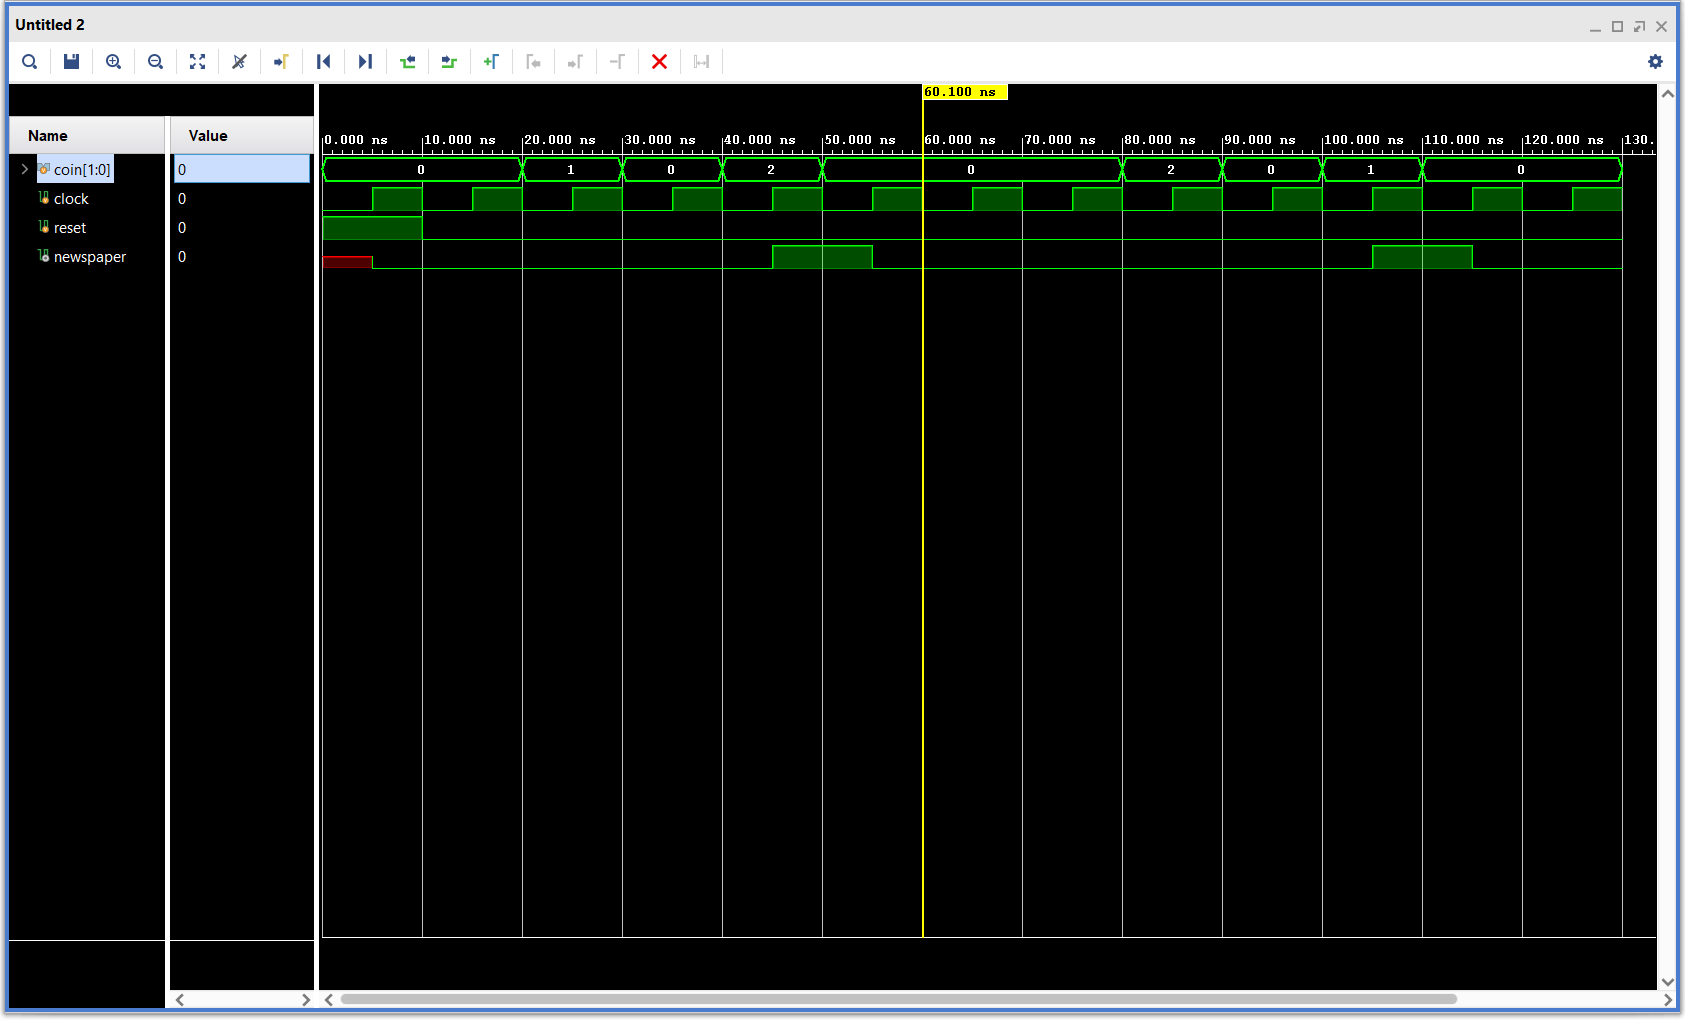 Untitled 2
60.100 ns
Name Value
0.000 ns 10.000 ns 20.000 ns 30.000 ns 40.000 ns 50.000 ns 60.000 ns 70.000 ns 80.000 ns 90.000 ns 100.000 ns 110.000 ns 120.000 ns 130.
coin[1:0] 0 0 1 0 2 0 2 0 1 0
clock 0
reset 0
newspaper 0